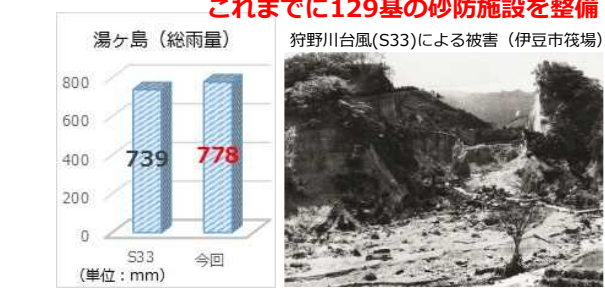 これまでに129基の砂防施設を整備
湯ヶ島（総雨量）
狩野川台風(S33)による被害（伊豆市筏場）
800
600
400
200
0
739
778
S33
今回
（単位：mm）